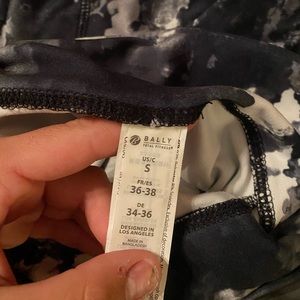 BALLY
TOTAL FITNESS
US/C
S
FR/ES
36-38
DE
34-36
DESIGNED IN
LOS ANGELES
MADE IN
BANGLADESH